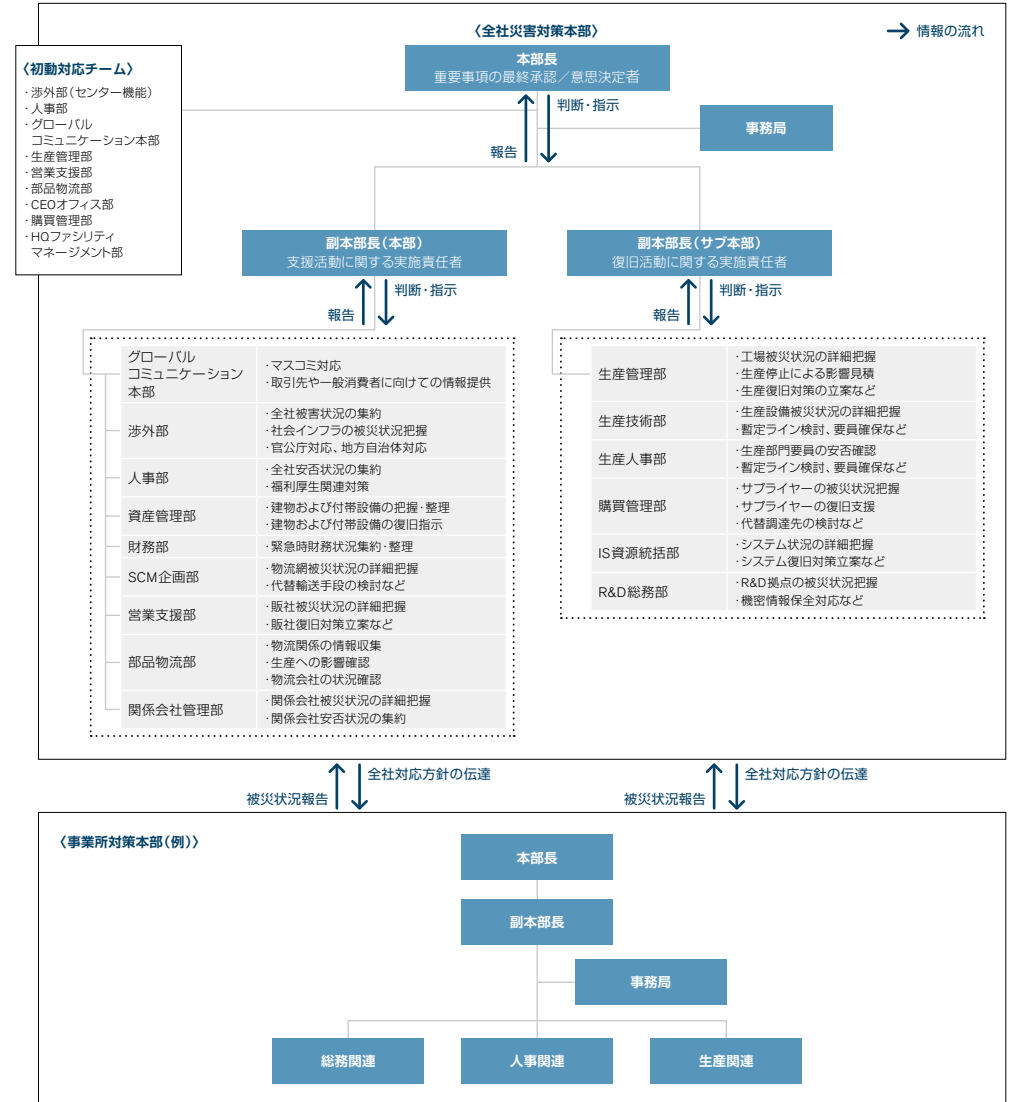 〈全社災害対策本部〉
情報の流れ
本部長
重要事項の最終承認／意思決定者
判断・指示
報告
事務局
〈初動対応チーム〉
・渉外部（センター機能）
・人事部
・グローバル
コミュニケーション本部
・生産管理部
・営業支援部
・部品物流部
・CEOオフィス部
・購買管理部
・HQファシリティ
マネージメント部
副本部長（本部）
支援活動に関する実施責任者
判断・指示
報告
副本部長（サブ本部）
復旧活動に関する実施責任者
判断・指示
報告
グローバル
コミュニケーション
本部
・マスコミ対応
・取引先や一般消費者に向けての情報提供
渉外部
・全社被害状況の集約
・社会インフラの被災状況把握
・官公庁対応、地方自治体対応
人事部
・全社安否状況の集約
・福利厚生関連対策
資産管理部
・建物および付帯設備の把握・整理
・建物および付帯設備の復旧指示
財務部
・緊急時財務状況集約・整理
SCM企画部
・物流網被災状況の詳細把握
・代替輸送手段の検討など
営業支援部
・販社被災状況の詳細把握
・販社復旧対策立案など
部品物流部
・物流関係の情報収集
・生産への影響確認
・物流会社の状況確認
関係会社管理部
・関係会社被災状況の詳細把握
・関係会社安否状況の集約
生産管理部
・工場被災状況の詳細把握
・生産停止による影響見積
・生産復旧対策の立案など
生産技術部
・生産設備被災状況の詳細把握
・暫定ライン検討、要員確保など
生産人事部
・生産部門要員の安否確認
・暫定ライン検討、要員確保など
購買管理部
・サプライヤーの被災状況把握
・サプライヤーの復旧支援
・代替調達先の検討など
IS資源統括部
・システム状況の詳細把握
・システム復旧対策立案など
R&D総務部
・R&D拠点の被災状況把握
・機密情報保全対応など
全社対応方針の伝達
被災状況報告
全社対応方針の伝達
被災状況報告
〈事業所対策本部（例）〉
本部長
副本部長
事務局
総務関連
人事関連
生産関連